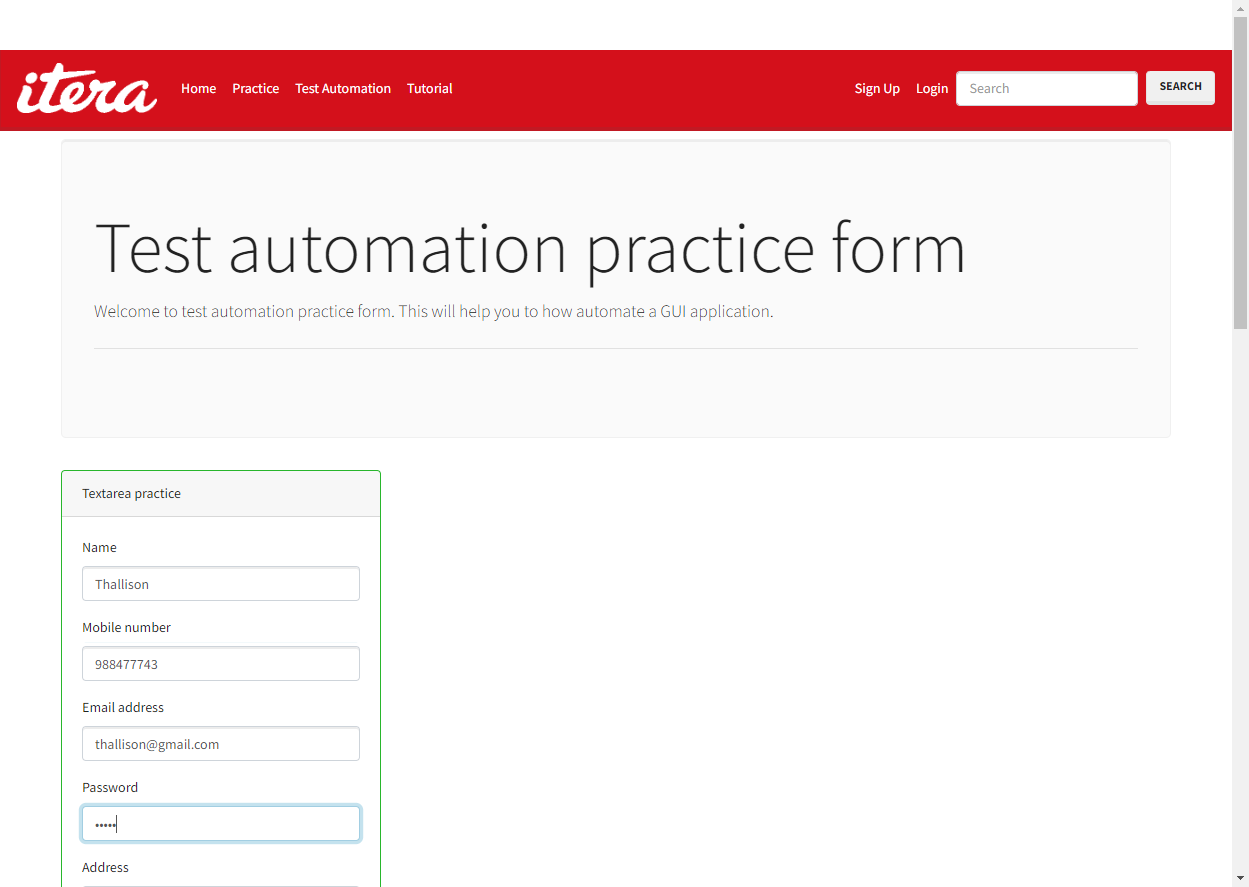 itera Home Practice Test Automation Tutorial Sign Up Login Search SEARCH
Test automation practice form
Welcome to test automation practice form. This will help you to how automate a GUI application.
Textarea practice
Name
Thallison
Mobile number
988477743
Email address
thallison@gmail.com
Password
•••••
Address